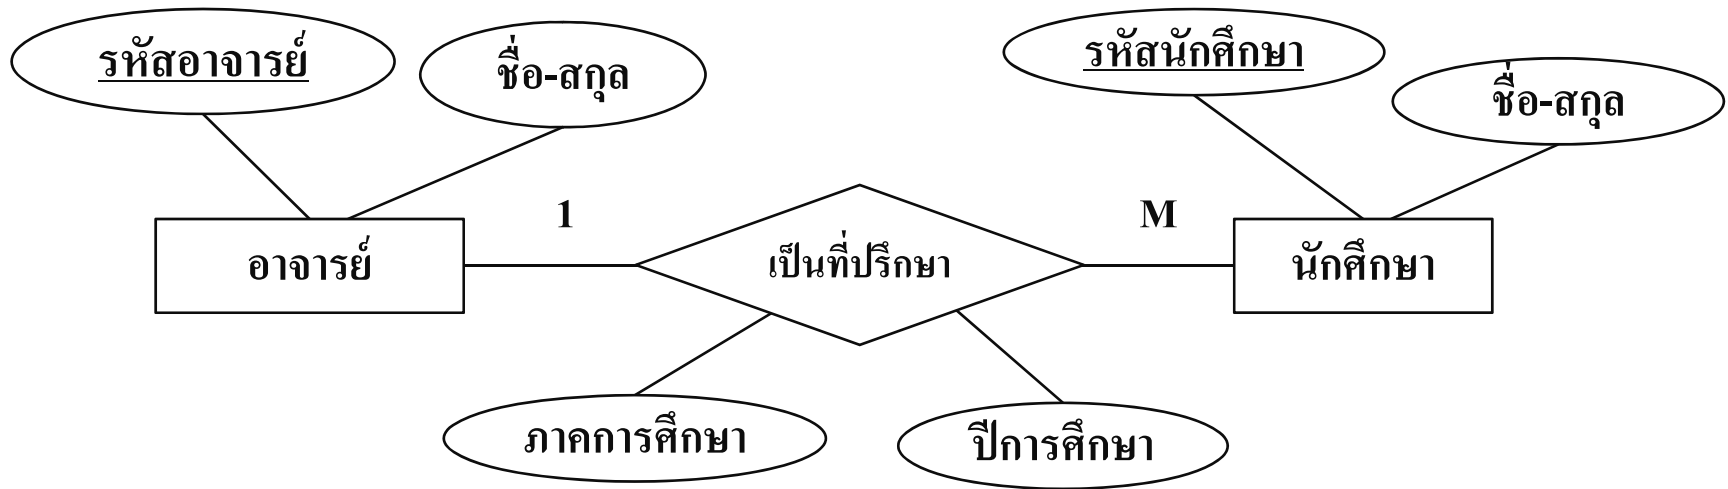 รหัสอาจารย์
ชื่อ-สกุล
รหัสนักศึกษา
ชื่อ-สกุล
1
M
อาจารย์
เป็นที่ปรึกษา
นักศึกษา
ภาคการศึกษา
ปีการศึกษา